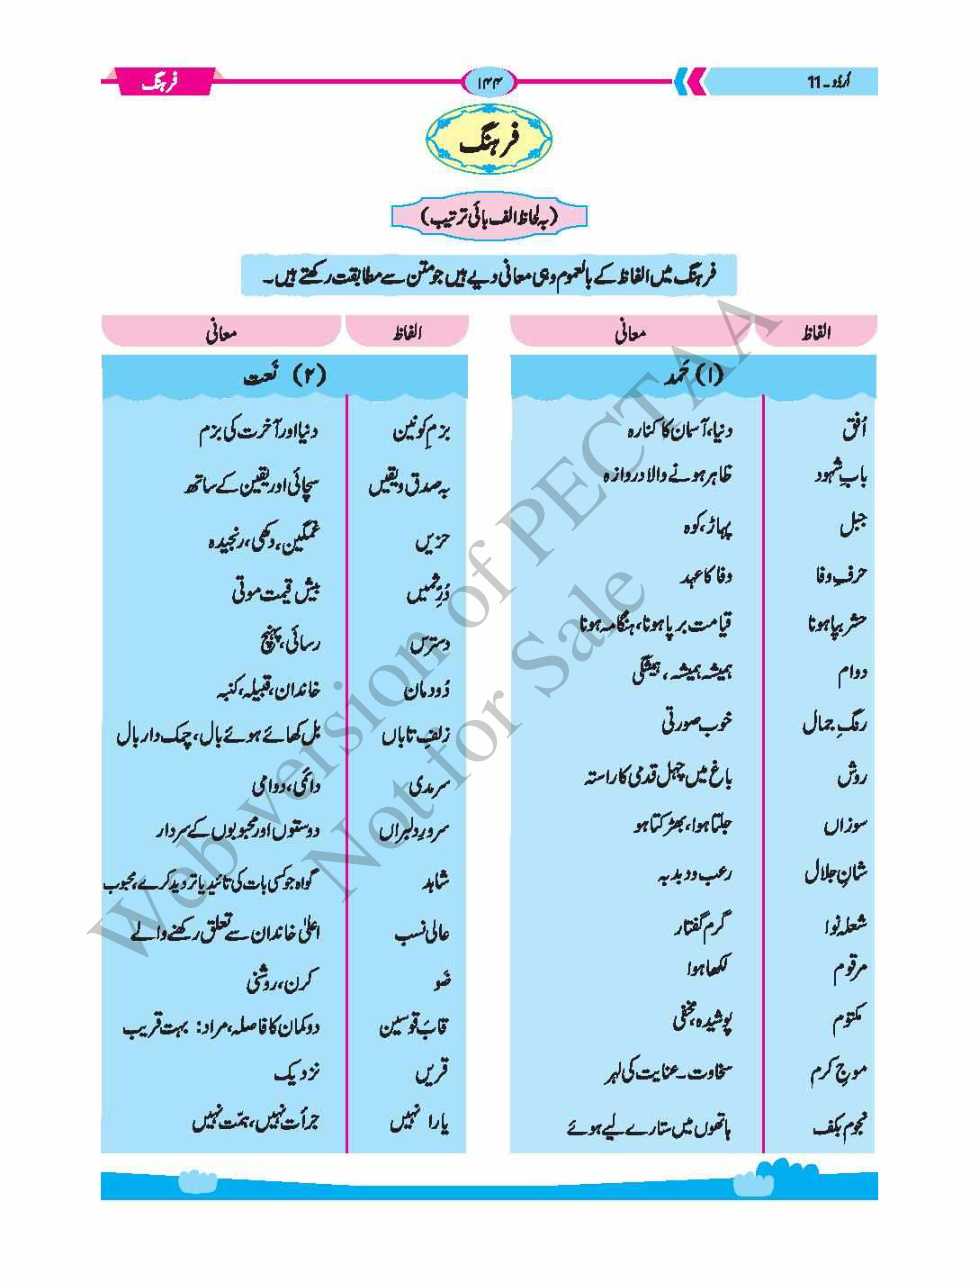 اُردُو ۔ 11
۱۴۴
فرہنگ
فرہنگ
(بہ لحاظ الف بائی ترتیب)
فرہنگ میں الفاظ کے بالعموم وہی معانی دیے ہیں جو متن سے مطابقت رکھتے ہیں۔
الفاظ معانی
(۱) حَمد
اُفق دنیا، آسمان کا کنارہ
بابِ شہود ظاہر ہونے والا دروازہ
جبل پہاڑ، کوہ
حرفِ وفا وفا کا عہد
حشر بپا ہونا قیامت برپا ہونا، ہنگامہ ہونا
دوام ہمیشہ ہمیشہ، ہمیشگی
رنگِ جمال خوب صورتی
روِش باغ میں چہل قدمی کا راستہ
سوزاں جلتا ہوا، بھڑکتا ہو
شانِ جلال رعب و دبدبہ
شعلہ نوا گرم گفتار
مرقوم لکھا ہوا
مکتوم پوشیدہ، مخفی
موجِ کرم سخاوت۔ عنایت کی لہر
نجوم بکف ہاتھوں میں ستارے لیے ہوئے
الفاظ معانی
(۲) نَعت
بزمِ کونین دنیا اور آخرت کی بزم
بہ صدق و یقیں سچائی اور یقین کے ساتھ
حزیں غمگین، دکھی، رنجیدہ
دُرِّ ثمیں بیش قیمت موتی
دسترس رسائی، پہنچ
دُودمان خاندان، قبیلہ، کنبہ
زلفِ تاباں بل کھائے ہوئے بال، چمک دار بال
سرمدی دائمی، دوامی
سرورِ دلبراں دوستوں اور محبوبوں کے سردار
شاہد گواہ جو کسی بات کی تائید یا تردید کرے، محبوب
عالی نسب اعلیٰ خاندان سے تعلق رکھنے والے
ضَو کرن، روشنی
قابَ قوسین دو کمان کا فاصلہ، مراد: بہت قریب
قریں نزدیک
یارا نہیں جرأت نہیں، ہمّت نہیں
Web version of PECTAA
Not for Sale